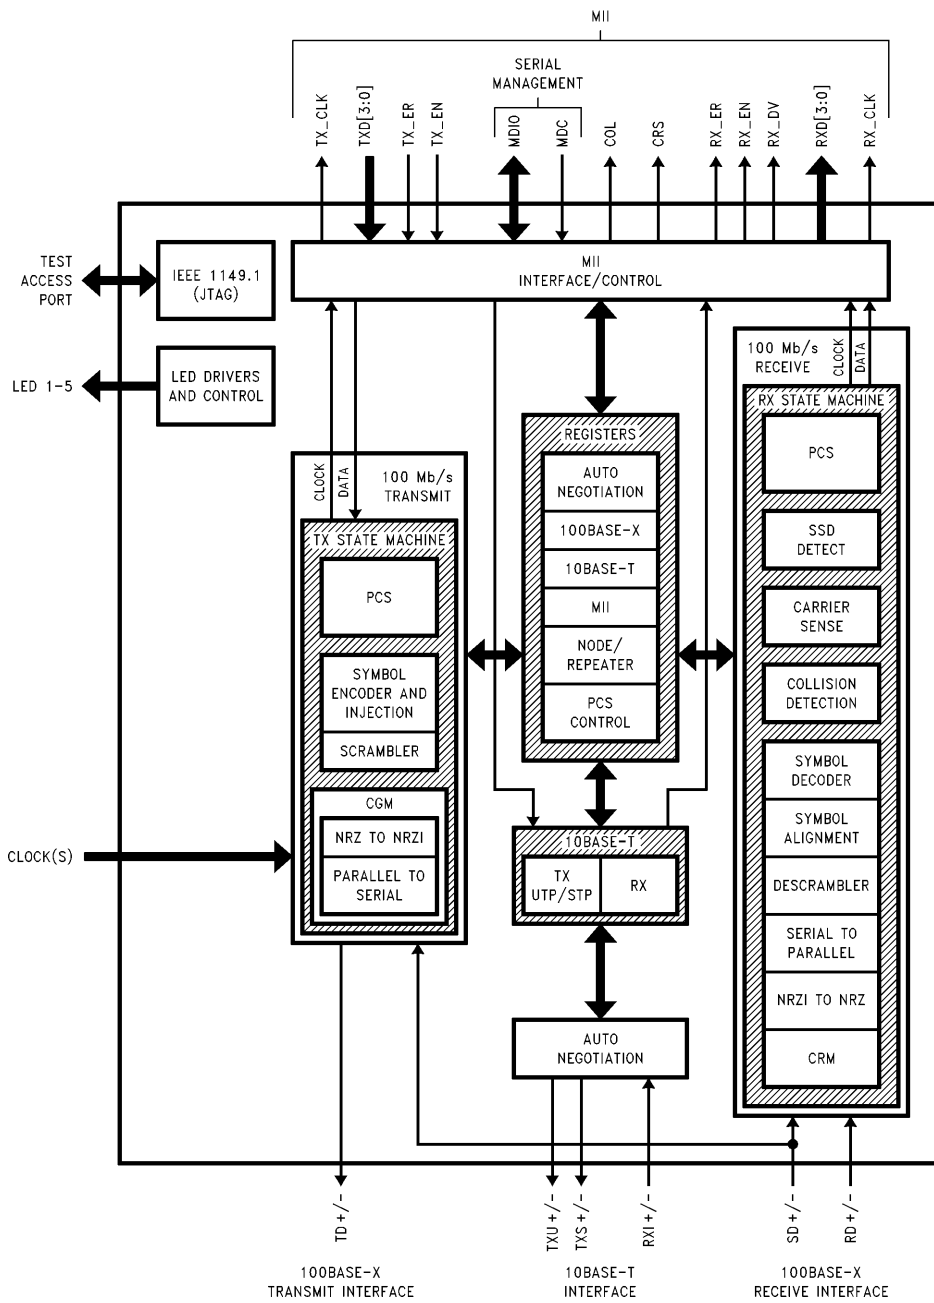 MII
SERIAL
MANAGEMENT
TX_CLK
TXD[3:0]
TX_ER
TX_EN
MDIO
MDC
COL
CRS
RX_ER
RX_EN
RX_DV
RXD[3:0]
RX_CLK
TEST
ACCESS
PORT
IEEE 1149.1
(JTAG)
MII
INTERFACE/CONTROL
LED 1-5
LED DRIVERS
AND CONTROL
CLOCK
DATA
100 Mb/s
TRANSMIT
TX STATE MACHINE
PCS
SYMBOL
ENCODER AND
INJECTION
SCRAMBLER
CGM
NRZ TO NRZI
PARALLEL TO
SERIAL
CLOCK(S)
REGISTERS
AUTO
NEGOTIATION
100BASE-X
10BASE-T
MII
NODE/
REPEATER
PCS
CONTROL
10BASE-T
TX
UTP/STP
RX
AUTO
NEGOTIATION
100 Mb/s
RECEIVE
CLOCK
DATA
RX STATE MACHINE
PCS
SSD
DETECT
CARRIER
SENSE
COLLISION
DETECTION
SYMBOL
DECODER
SYMBOL
ALIGNMENT
DESCRAMBLER
SERIAL TO
PARALLEL
NRZI TO NRZ
CRM
TD+/-
TXU+/-
TXS+/-
RXI+/-
SD+/-
RD+/-
100BASE-X
TRANSMIT INTERFACE
10BASE-T
INTERFACE
100BASE-X
RECEIVE INTERFACE